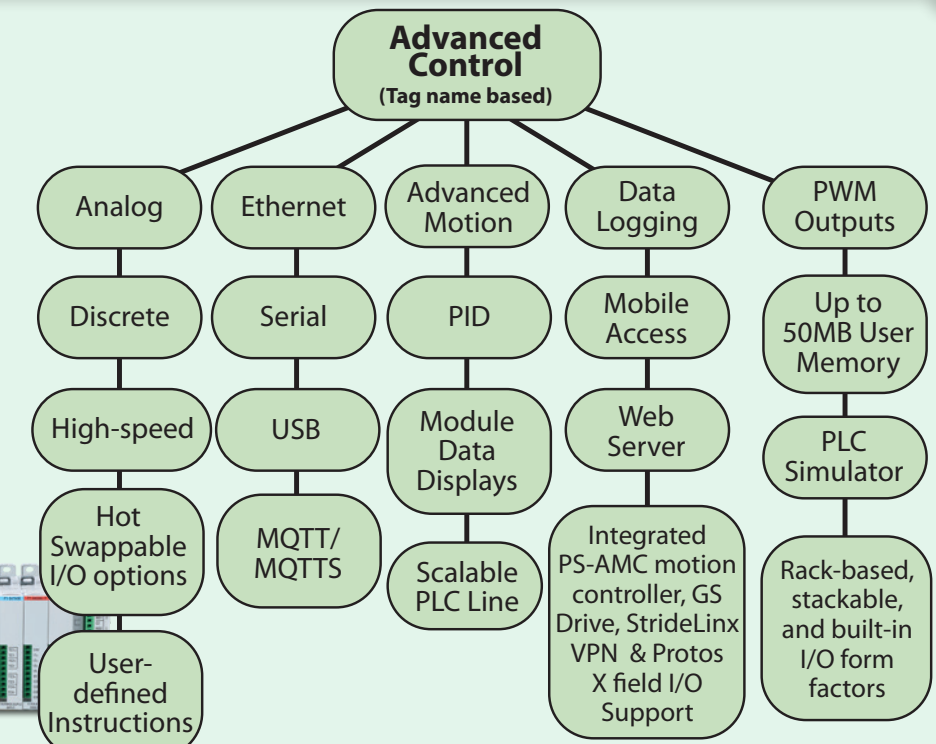 Advanced
Control
(Tag name based)
Analog
Discrete
High-speed
Hot
Swappable
I/O options
User-
defined
Instructions
Ethernet
Serial
USB
MQTT/
MQTTS
Advanced
Motion
PID
Module
Data
Displays
Scalable
PLC Line
Data
Logging
Mobile
Access
Web
Server
Integrated
PS-AMC motion
controller, GS
Drive, StrideLinx
VPN & Protos
X field I/O
Support
PWM
Outputs
Up to
50MB User
Memory
PLC
Simulator
Rack-based,
stackable,
and built-in
I/O form
factors